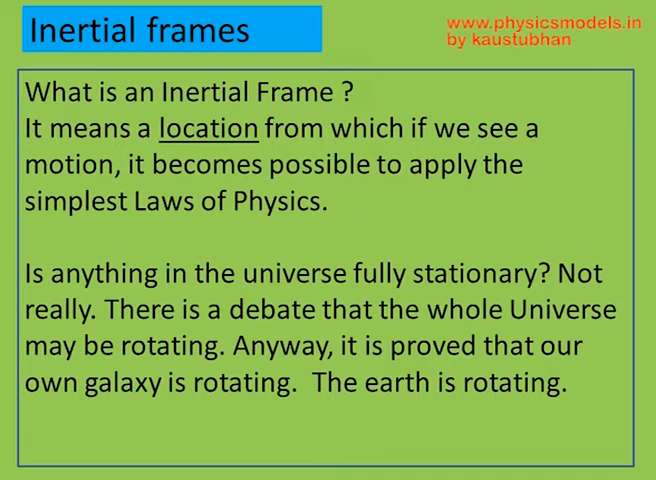 Inertial frames
www.physicsmodels.in
by kaustubhan
What is an Inertial Frame ?
It means a location from which if we see a
motion, it becomes possible to apply the
simplest Laws of Physics.
Is anything in the universe fully stationary? Not
really. There is a debate that the whole Universe
may be rotating. Anyway, it is proved that our
own galaxy is rotating.  The earth is rotating.